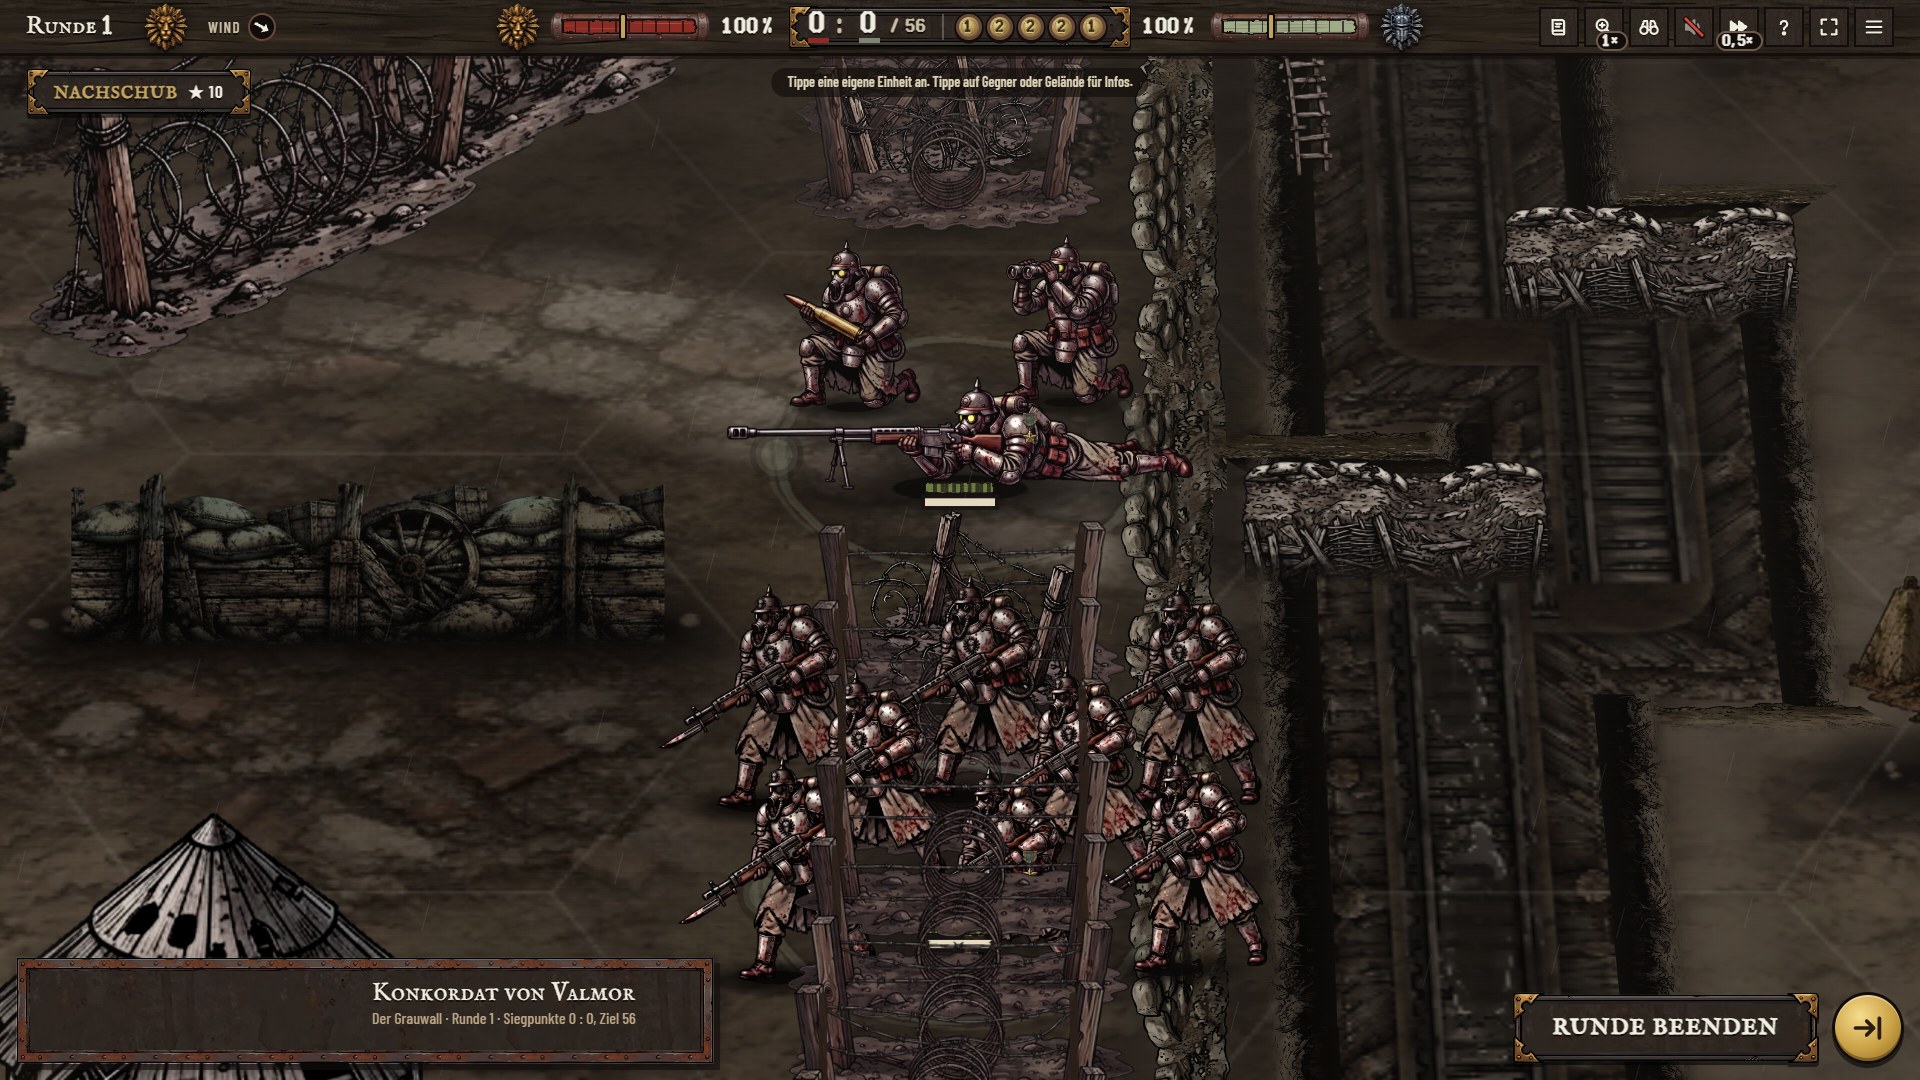 Runde 1
WIND
100 %
0 : 0 / 56
1 2 2 2 1
100 %
1×
0,5×
?
NACHSCHUB ★ 10
Tippe eine eigene Einheit an. Tippe auf Gegner oder Gelände für Infos.
Konkordat von Valmor
Der Grauwall · Runde 1 · Siegpunkte 0 : 0, Ziel 56
RUNDE BEENDEN